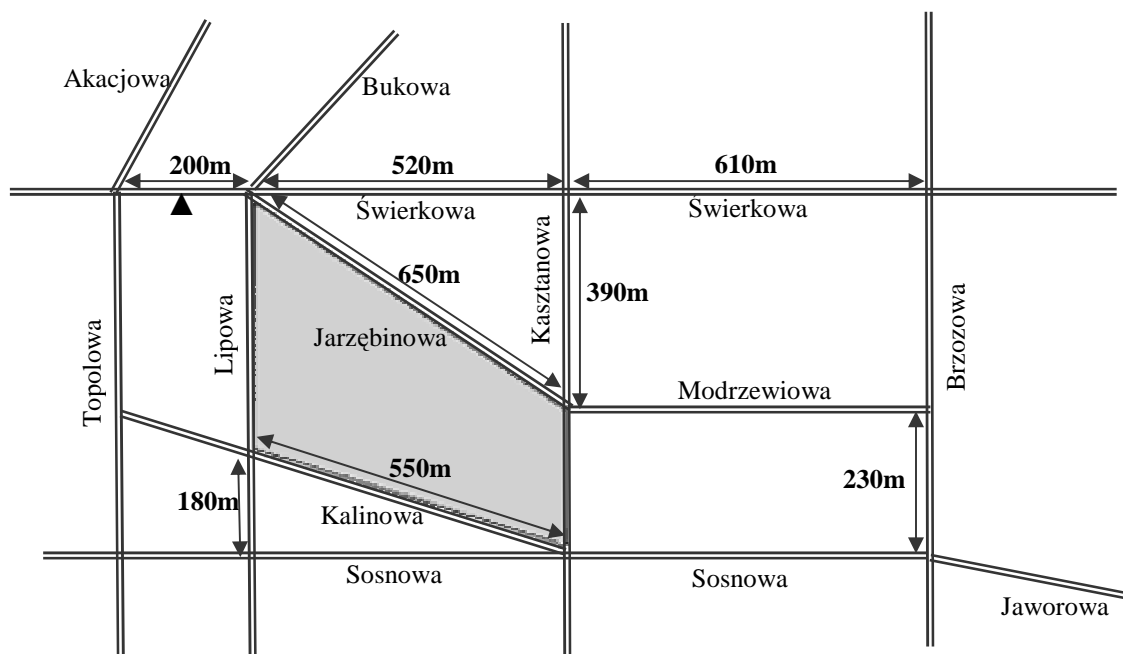 Akacjowa
Bukowa
200m
520m
610m
Świerkowa
Świerkowa
Kasztanowa
650m
390m
Lipowa
Jarzębinowa
Topolowa
Brzozowa
Modrzewiowa
550m
180m
230m
Kalinowa
Sosnowa
Sosnowa
Jaworowa